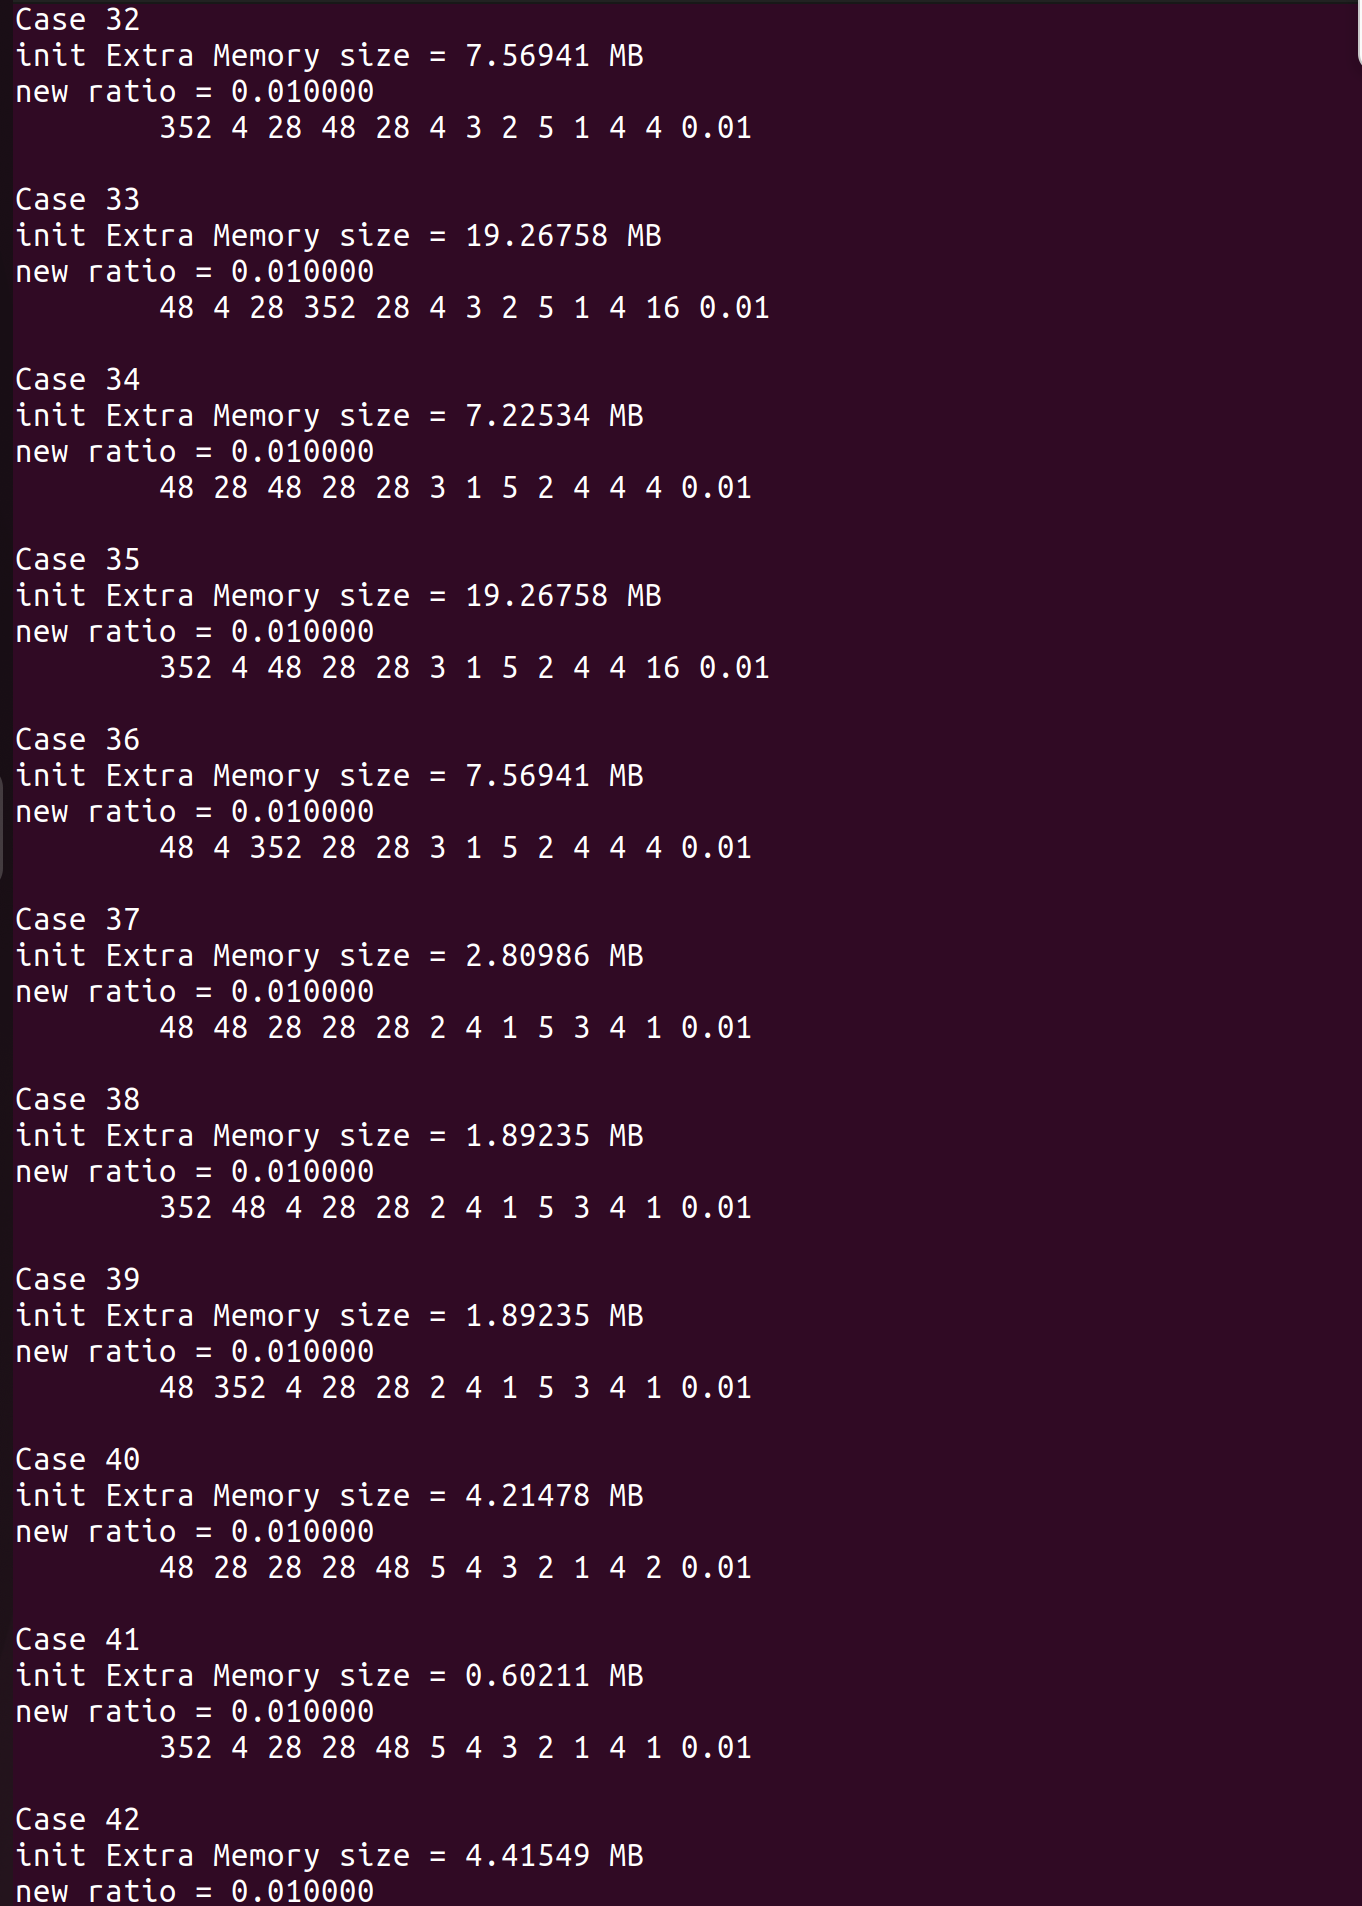 Case 32
init Extra Memory size = 7.56941 MB
new ratio = 0.010000
352 4 28 48 28 4 3 2 5 1 4 4 0.01
Case 33
init Extra Memory size = 19.26758 MB
new ratio = 0.010000
48 4 28 352 28 4 3 2 5 1 4 16 0.01
Case 34
init Extra Memory size = 7.22534 MB
new ratio = 0.010000
48 28 48 28 28 3 1 5 2 4 4 4 0.01
Case 35
init Extra Memory size = 19.26758 MB
new ratio = 0.010000
352 4 48 28 28 3 1 5 2 4 4 16 0.01
Case 36
init Extra Memory size = 7.56941 MB
new ratio = 0.010000
48 4 352 28 28 3 1 5 2 4 4 4 0.01
Case 37
init Extra Memory size = 2.80986 MB
new ratio = 0.010000
48 48 28 28 28 2 4 1 5 3 4 1 0.01
Case 38
init Extra Memory size = 1.89235 MB
new ratio = 0.010000
352 48 4 28 28 2 4 1 5 3 4 1 0.01
Case 39
init Extra Memory size = 1.89235 MB
new ratio = 0.010000
48 352 4 28 28 2 4 1 5 3 4 1 0.01
Case 40
init Extra Memory size = 4.21478 MB
new ratio = 0.010000
48 28 28 28 48 5 4 3 2 1 4 2 0.01
Case 41
init Extra Memory size = 0.60211 MB
new ratio = 0.010000
352 4 28 28 48 5 4 3 2 1 4 1 0.01
Case 42
init Extra Memory size = 4.41549 MB
new ratio = 0.010000